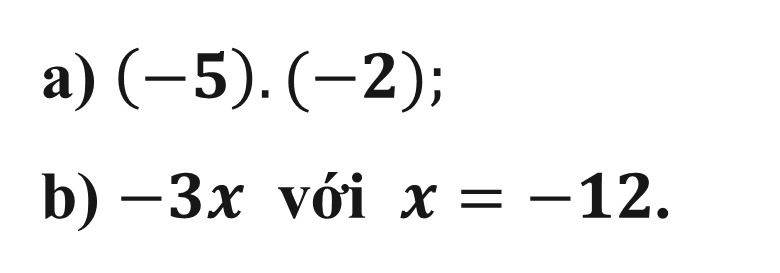 a) (−5).(−2);
b) −3x với x = −12.